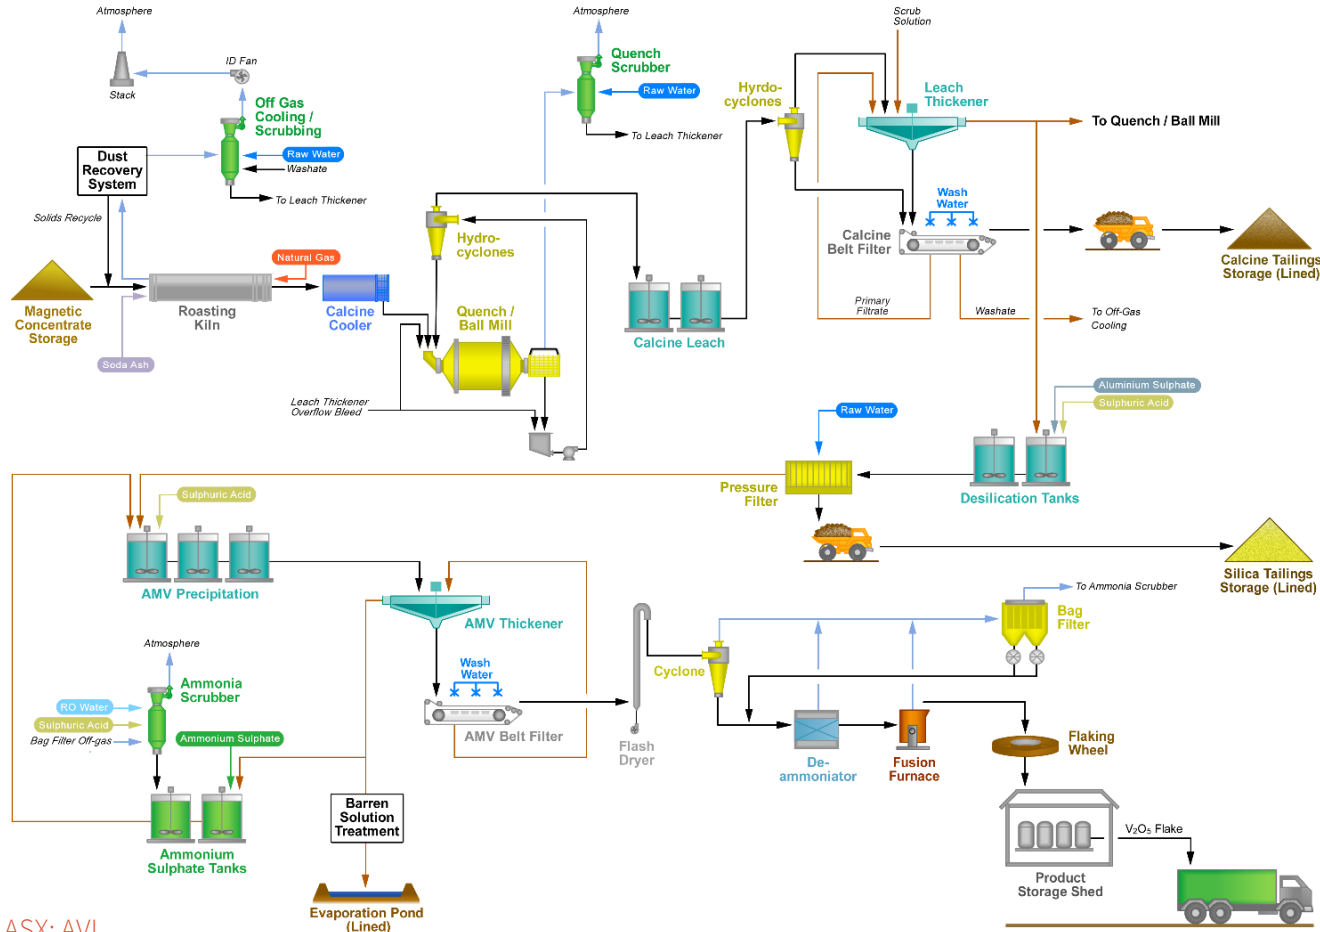 Atmosphere
ID Fan
Stack
Off Gas
Cooling /
Scrubbing
Raw Water
Washate
To Leach Thickener
Dust
Recovery
System
Solids Recycle
Magnetic
Concentrate
Storage
Soda Ash
Natural Gas
Roasting
Kiln
Calcine
Cooler
Hydro-
cyclones
Quench /
Ball Mill
Leach Thickener
Overflow Bleed
Atmosphere
Quench
Scrubber
Raw Water
To Leach Thickener
Calcine Leach
Hyrdo-
cyclones
Scrub
Solution
Leach
Thickener
To Quench / Ball Mill
Wash
Water
Calcine
Belt Filter
Calcine Tailings
Storage (Lined)
Primary
Filtrate
Washate
To Off-Gas
Cooling
Aluminium Sulphate
Sulphuric Acid
Desilication Tanks
Raw Water
Pressure
Filter
Silica Tailings
Storage (Lined)
Sulphuric Acid
AMV Precipitation
AMV Thickener
Wash
Water
AMV Belt Filter
Atmosphere
Ammonia
Scrubber
RO Water
Sulphuric Acid
Bag Filter Off-gas
Ammonium Sulphate
Ammonium
Sulphate Tanks
Barren
Solution
Treatment
Evaporation Pond
(Lined)
Flash
Dryer
Cyclone
To Ammonia Scrubber
Bag
Filter
De-
ammoniator
Fusion
Furnace
Flaking
Wheel
Product
Storage Shed
V₂O₅ Flake
ASX: AVL